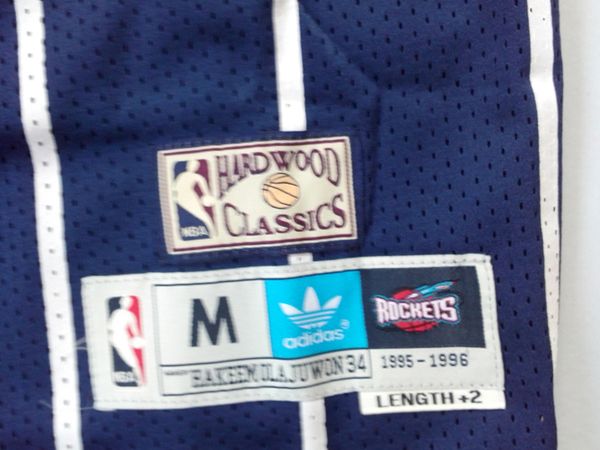 HARDWOOD
CLASSICS
NBA
M
adidas
ROCKETS
NBA
HAKEEM OLAJUWON 34
1995-1996
LENGTH +2